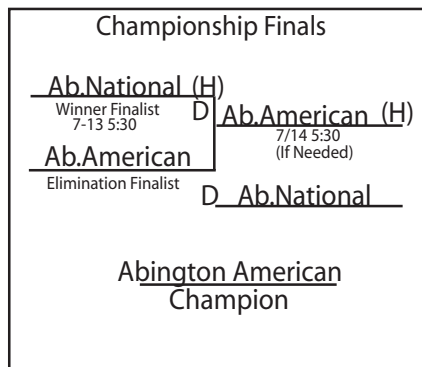 Championship Finals
Ab.National (H)
Winner Finalist
7-13 5:30
D
Ab.American
Elimination Finalist
Ab.American (H)
7/14 5:30
(If Needed)
D Ab.National
Abington American
Champion